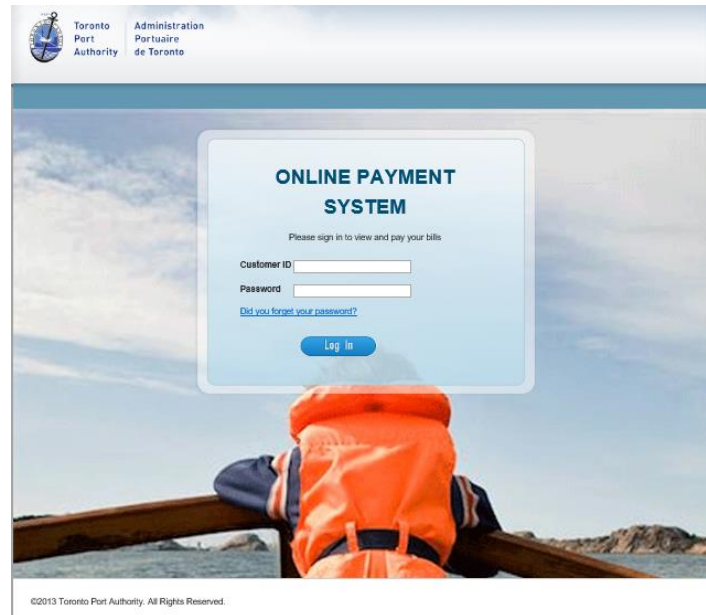 Toronto Port Authority
Administration Portuaire de Toronto
ONLINE PAYMENT
SYSTEM
Please sign in to view and pay your bills
Customer ID
Password
Did you forget your password?
Log In
©2013 Toronto Port Authority. All Rights Reserved.